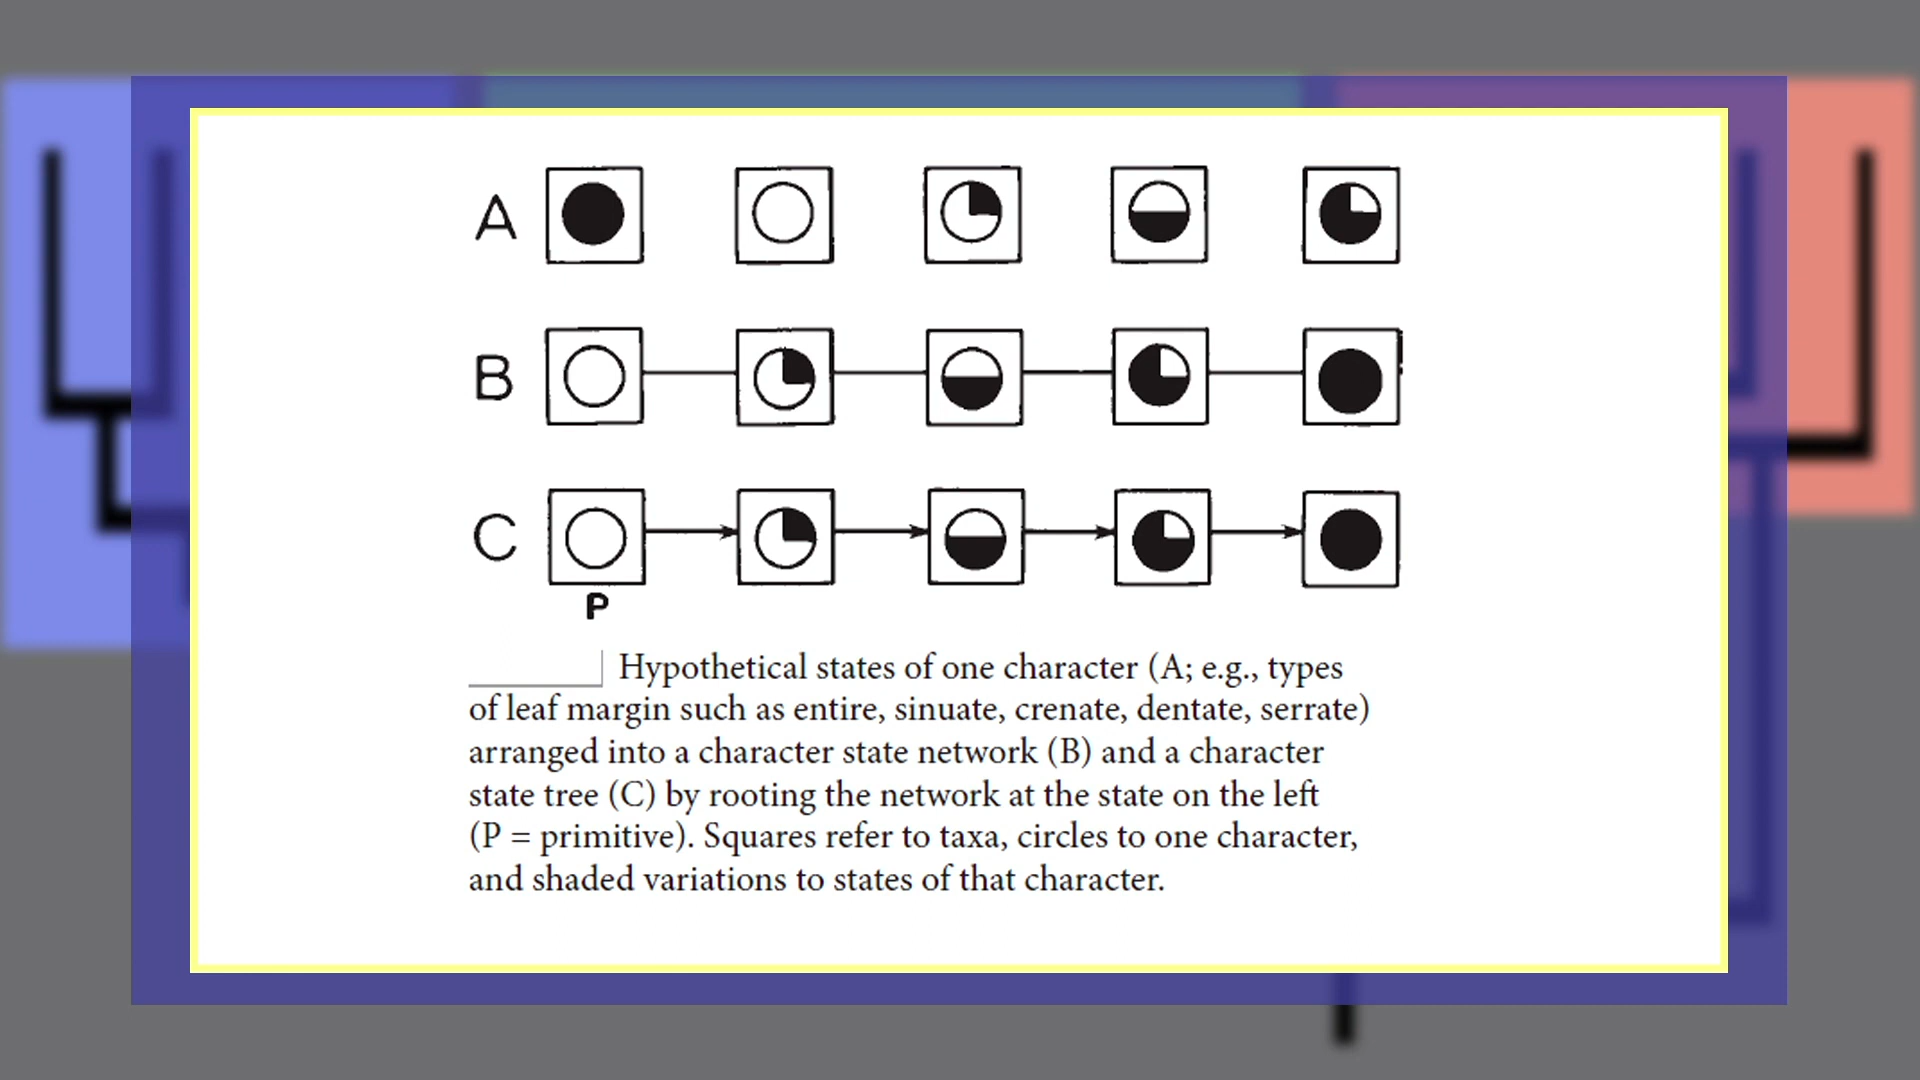 A
B
C
P
Hypothetical states of one character (A; e.g., types
of leaf margin such as entire, sinuate, crenate, dentate, serrate)
arranged into a character state network (B) and a character
state tree (C) by rooting the network at the state on the left
(P = primitive). Squares refer to taxa, circles to one character,
and shaded variations to states of that character.